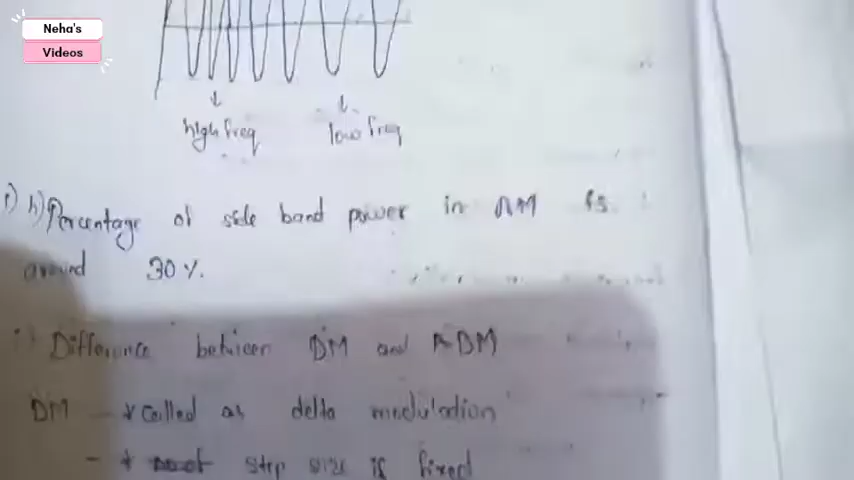 Neha's
Videos
high freq
low freq
h) Percentage of side band power in AM is
around 30%.
Difference between DM and ADM
DM - * Called as delta modulation
- * step size is fixed